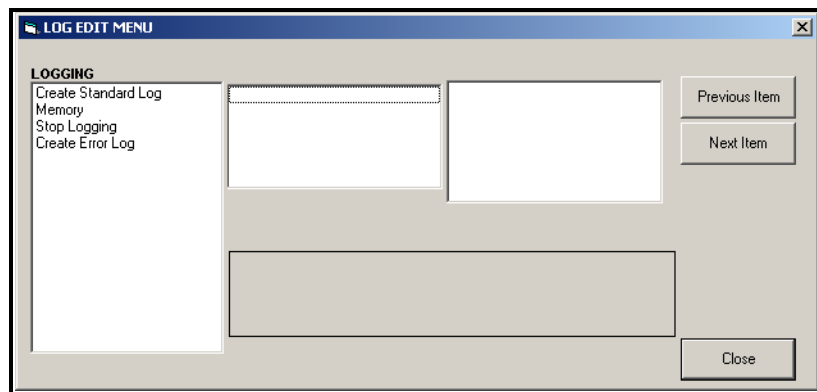 LOG EDIT MENU
LOGGING
Create Standard Log
Memory
Stop Logging
Create Error Log
Previous Item
Next Item
Close